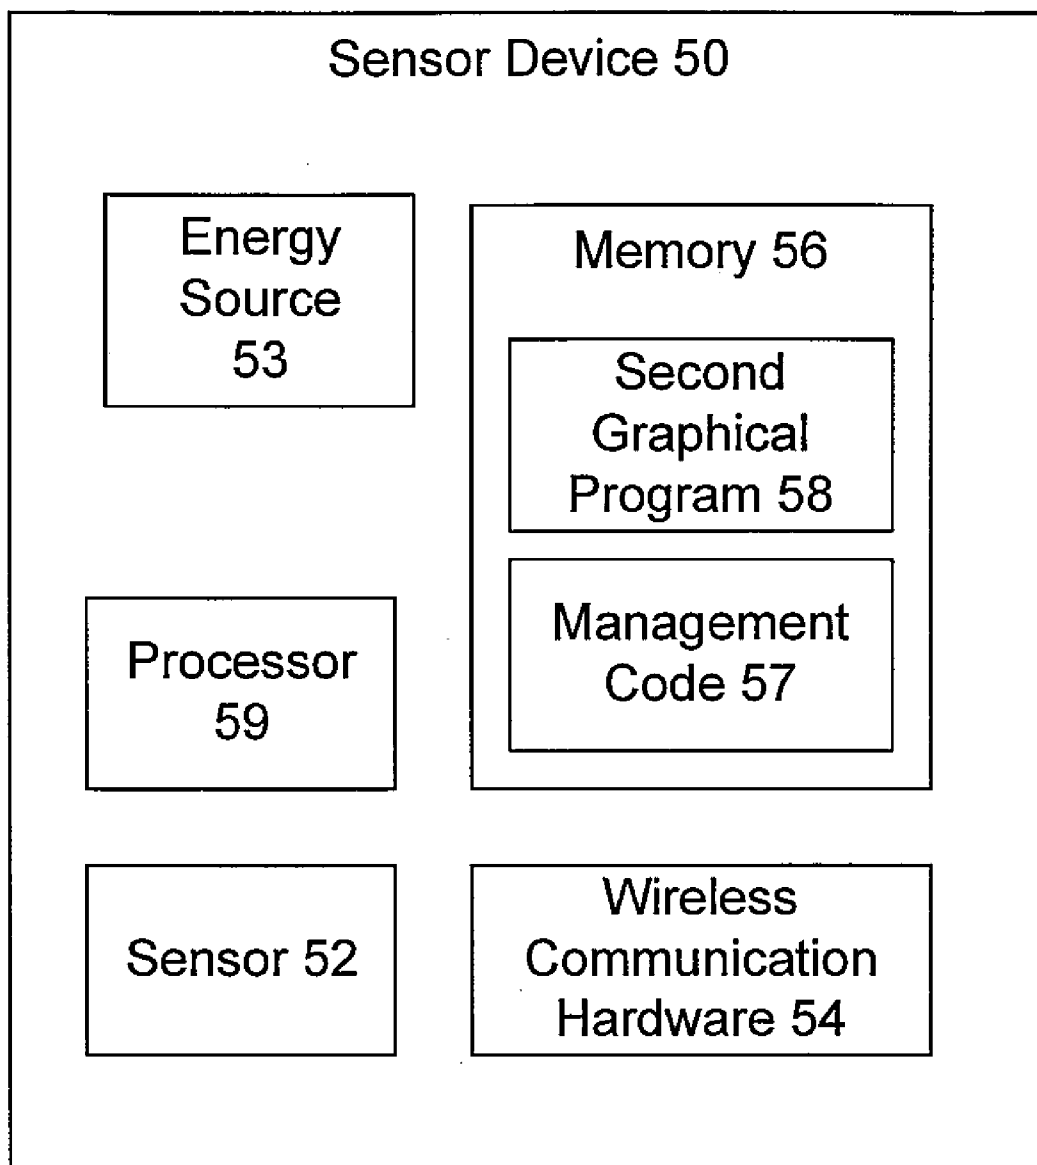 Sensor Device 50
Energy
Source
53
Memory 56
Second
Graphical
Program 58
Management
Code 57
Processor
59
Sensor 52
Wireless
Communication
Hardware 54